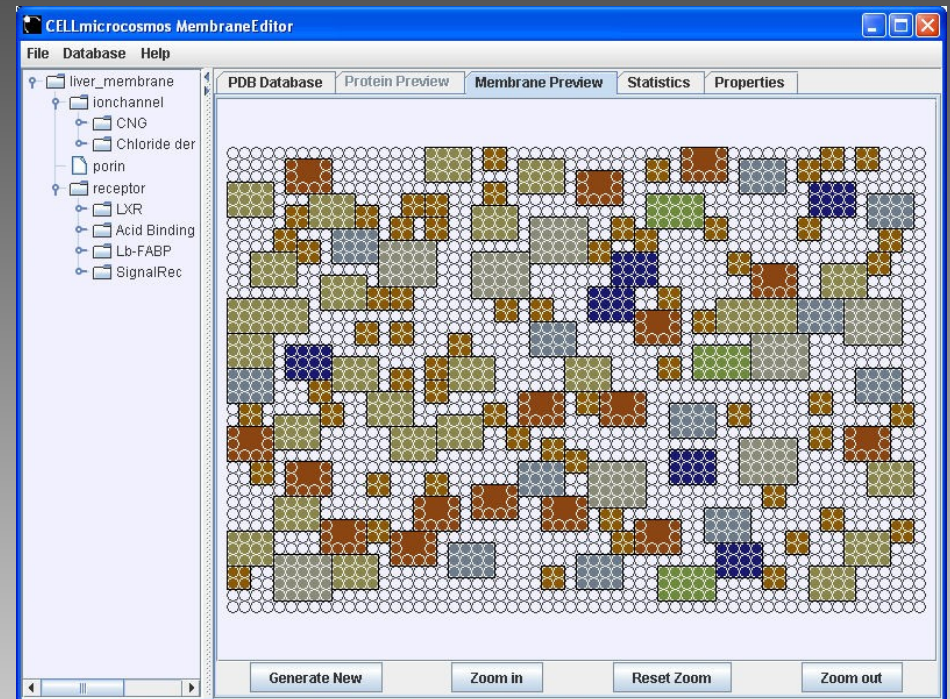 CELLmicrocosmos MembraneEditor
File Database Help
liver_membrane
ionchannel
CNG
Chloride der
porin
receptor
LXR
Acid Binding
Lb-FABP
SignalRec
PDB Database Protein Preview Membrane Preview Statistics Properties
Generate New Zoom in Reset Zoom Zoom out